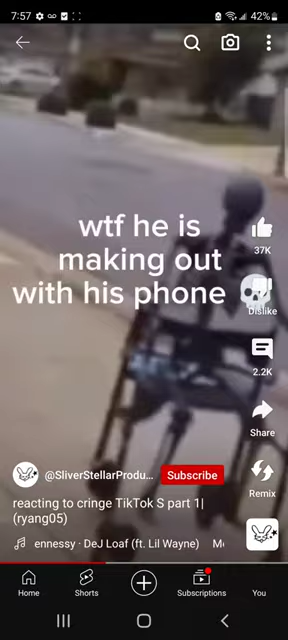 7:57
42%
wtf he is
making out
with his phone 💀
37K
Dislike
2.2K
Share
Remix
@SliverStellarProdu...
Subscribe
reacting to cringe TikTok S part 1|
(ryang05)
ennessy · DeJ Loaf (ft. Lil Wayne)
Home
Shorts
Subscriptions
You